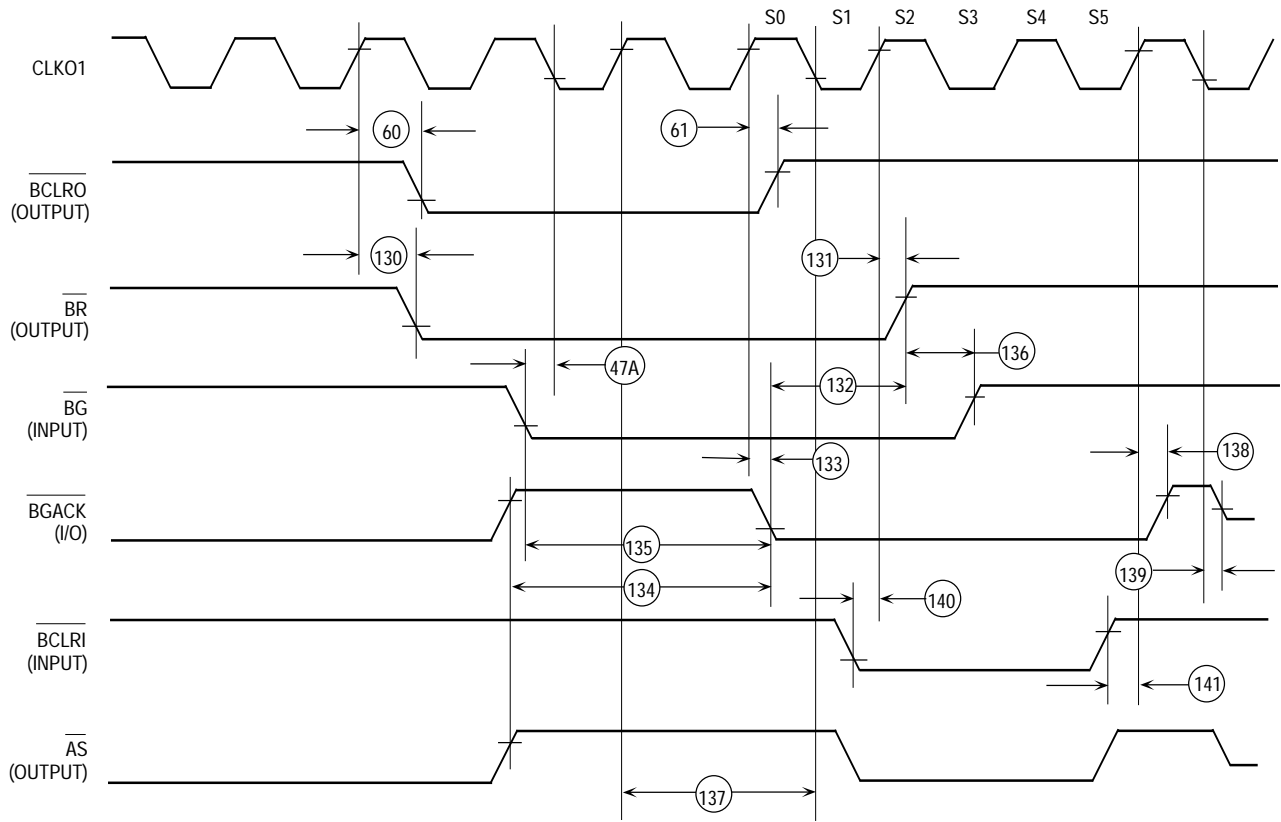 S0 S1 S2 S3 S4 S5
CLKO1
60
61
BCLRO
(OUTPUT)
130
131
BR
(OUTPUT)
47A
136
132
BG
(INPUT)
138
133
BGACK
(I/O)
135
139
134
140
BCLRI
(INPUT)
141
AS
(OUTPUT)
137